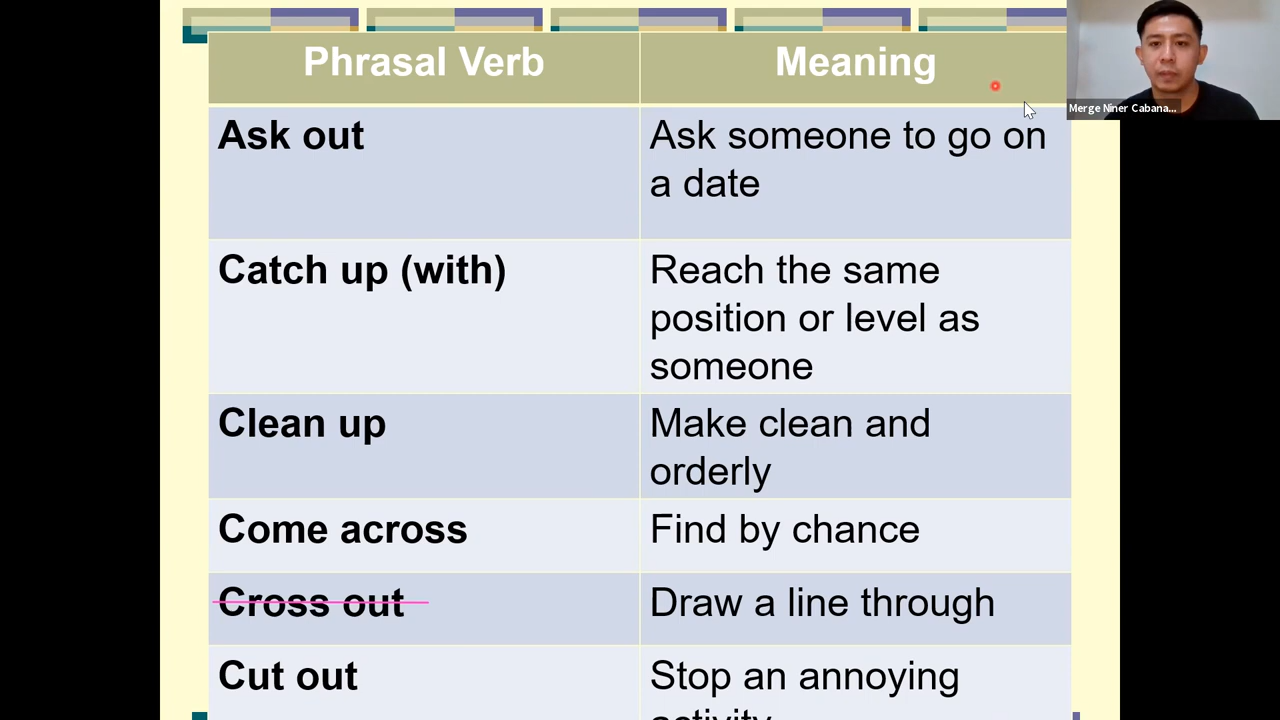 Phrasal Verb
Meaning
Merge Niner Cabana...
Ask out
Ask someone to go on
a date
Catch up (with)
Reach the same
position or level as
someone
Clean up
Make clean and
orderly
Come across
Find by chance
Cross out
Draw a line through
Cut out
Stop an annoying
activity